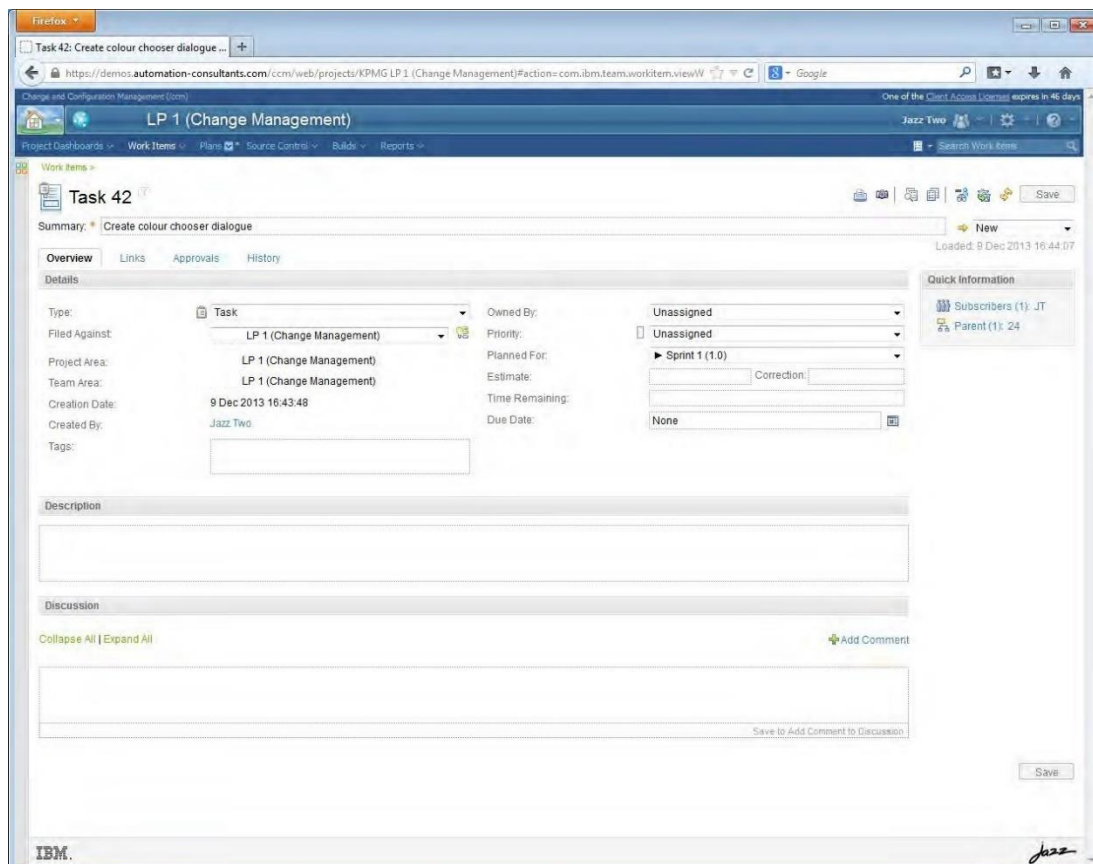 Firefox
Task 42: Create colour chooser dialogue ...
https://demos.automation-consultants.com/ccm/web/projects/KPMG LP 1 (Change Management)#action=com.ibm.team.workitem.viewW
Google
Change and Configuration Management (/ccm)
One of the Client Access Licenses expires in 46 days
LP 1 (Change Management)
Jazz Two
Project Dashboards Work Items Plans Source Control Builds Reports
Search Work Items
Work Items >
Task 42
Save
Summary: * Create colour chooser dialogue
New
Loaded: 9 Dec 2013 16:44:07
Overview Links Approvals History
Details
Quick Information
Type: Task
Owned By: Unassigned
Subscribers (1): JT
Filed Against: LP 1 (Change Management)
Priority: Unassigned
Parent (1): 24
Project Area: LP 1 (Change Management)
Planned For: Sprint 1 (1.0)
Team Area: LP 1 (Change Management)
Estimate: Correction:
Creation Date: 9 Dec 2013 16:43:48
Time Remaining:
Created By: Jazz Two
Due Date: None
Tags:
Description
Discussion
Collapse All | Expand All
Add Comment
Save to Add Comment to Discussion
Save
IBM.
Jazz